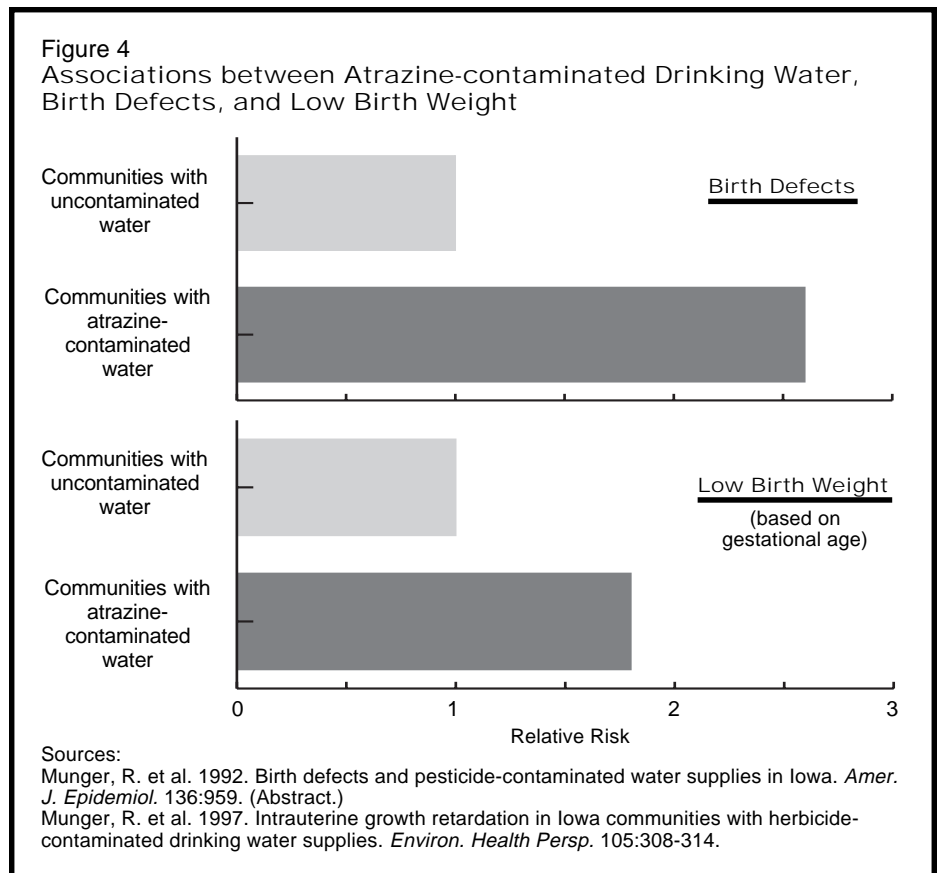 Figure 4
Associations between Atrazine-contaminated Drinking Water,
Birth Defects, and Low Birth Weight
Communities with
uncontaminated
water
Birth Defects
Communities with
atrazine-
contaminated
water
Communities with
uncontaminated
water
Low Birth Weight
(based on
gestational age)
Communities with
atrazine-
contaminated
water
0 1 2 3
Relative Risk
Sources:
Munger, R. et al. 1992. Birth defects and pesticide-contaminated water supplies in Iowa. Amer.
J. Epidemiol. 136:959. (Abstract.)
Munger, R. et al. 1997. Intrauterine growth retardation in Iowa communities with herbicide-
contaminated drinking water supplies. Environ. Health Persp. 105:308-314.